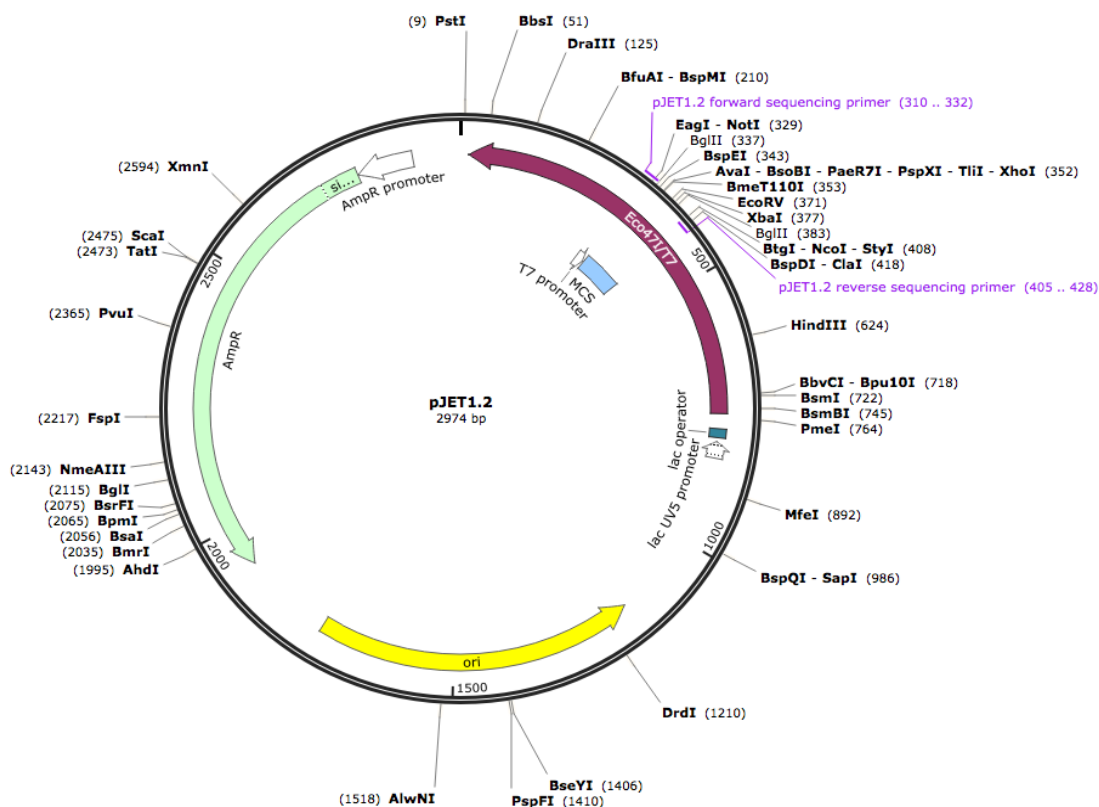 (9) PstI
BbsI (51)
DraIII (125)
BfuAI - BspMI (210)
pJET1.2 forward sequencing primer (310 .. 332)
EagI - NotI (329)
BglII (337)
BspEI (343)
AvaI - BsoBI - PaeR7I - PspXI - TliI - XhoI (352)
BmeT110I (353)
EcoRV (371)
XbaI (377)
BglII (383)
BtgI - NcoI - StyI (408)
BspDI - ClaI (418)
pJET1.2 reverse sequencing primer (405 .. 428)
HindIII (624)
BbvCI - Bpu10I (718)
BsmI (722)
BsmBI (745)
PmeI (764)
MfeI (892)
BspQI - SapI (986)
DrdI (1210)
BseYI (1406)
PspFI (1410)
(1518) AlwNI
(1995) AhdI
(2035) BmrI
(2056) BsaI
(2065) BpmI
(2075) BsrFI
(2115) BglI
(2143) NmeAIII
(2217) FspI
(2365) PvuI
(2473) TatI
(2475) ScaI
(2594) XmnI
si...
AmpR promoter
AmpR
Eco47I/T7
T7 promoter
MCS
lac operator
lac UV5 promoter
ori
500
1000
1500
2000
2500
pJET1.2
2974 bp